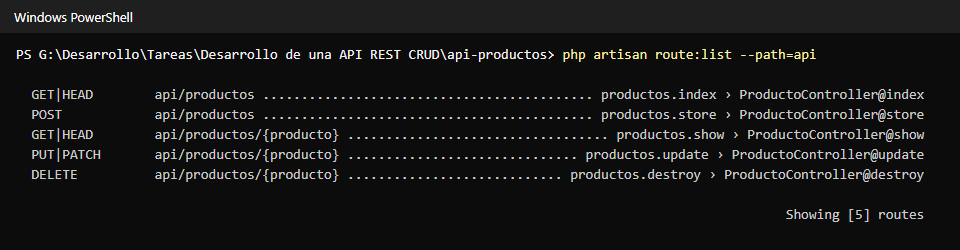 Windows PowerShell
PS G:\Desarrollo\Tareas\Desarrollo de una API REST CRUD\api-productos> php artisan route:list --path=api
GET|HEAD api/productos ........................................... productos.index › ProductoController@index
POST api/productos ........................................... productos.store › ProductoController@store
GET|HEAD api/productos/{producto} .................................. productos.show › ProductoController@show
PUT|PATCH api/productos/{producto} .............................. productos.update › ProductoController@update
DELETE api/productos/{producto} ............................ productos.destroy › ProductoController@destroy
Showing [5] routes